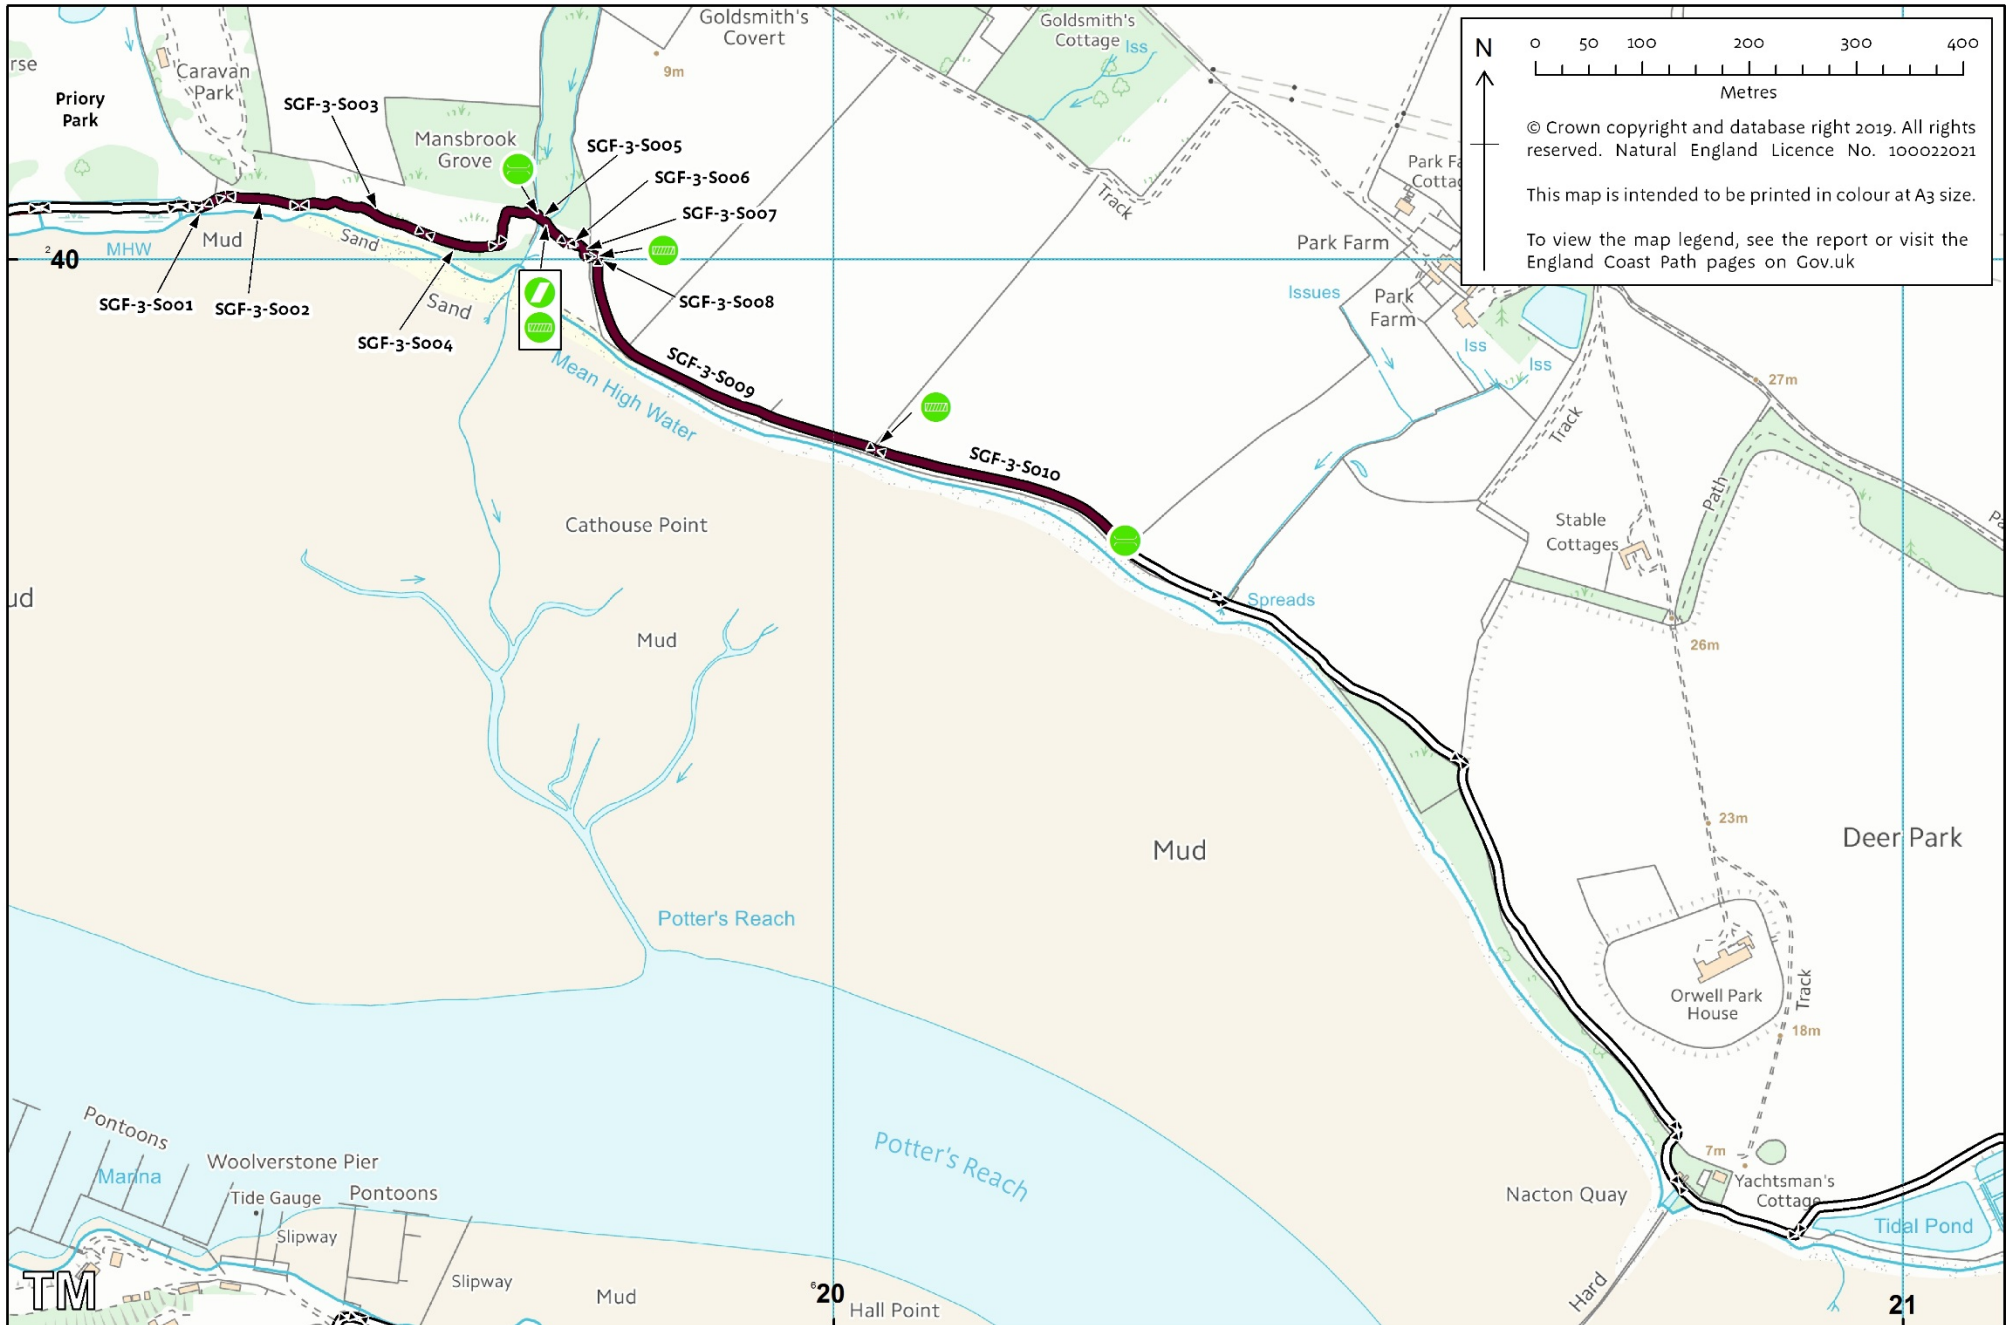 Goldsmith's
Covert
Goldsmith's
Cottage
Iss
9m
Caravan
Park
Priory
Park
SGF-3-S003
Mansbrook
Grove
SGF-3-S005
SGF-3-S006
SGF-3-S007
Track
Park Farm
MHW
Mud
Sand
2
40
SGF-3-S001
SGF-3-S002
Sand
SGF-3-S004
SGF-3-S008
Issues
Park
Farm
Iss
Iss
N
0 50 100 200 300 400
Metres
© Crown copyright and database right 2019. All rights
reserved. Natural England Licence No. 100022021
This map is intended to be printed in colour at A3 size.
To view the map legend, see the report or visit the
England Coast Path pages on Gov.uk
SGF-3-S009
Mean High Water
27m
Track
SGF-3-S010
Path
Cathouse Point
Stable
Cottages
Spreads
Mud
26m
23m
Mud
Deer Park
Potter's Reach
Orwell Park
House
Track
18m
Pontoons
Marina
Woolverstone Pier
Tide Gauge
Pontoons
Slipway
Slipway
Potter's Reach
7m
Nacton Quay
Yachtsman's
Cottage
Tidal Pond
TM
Mud
6
20
Hall Point
Hard
21